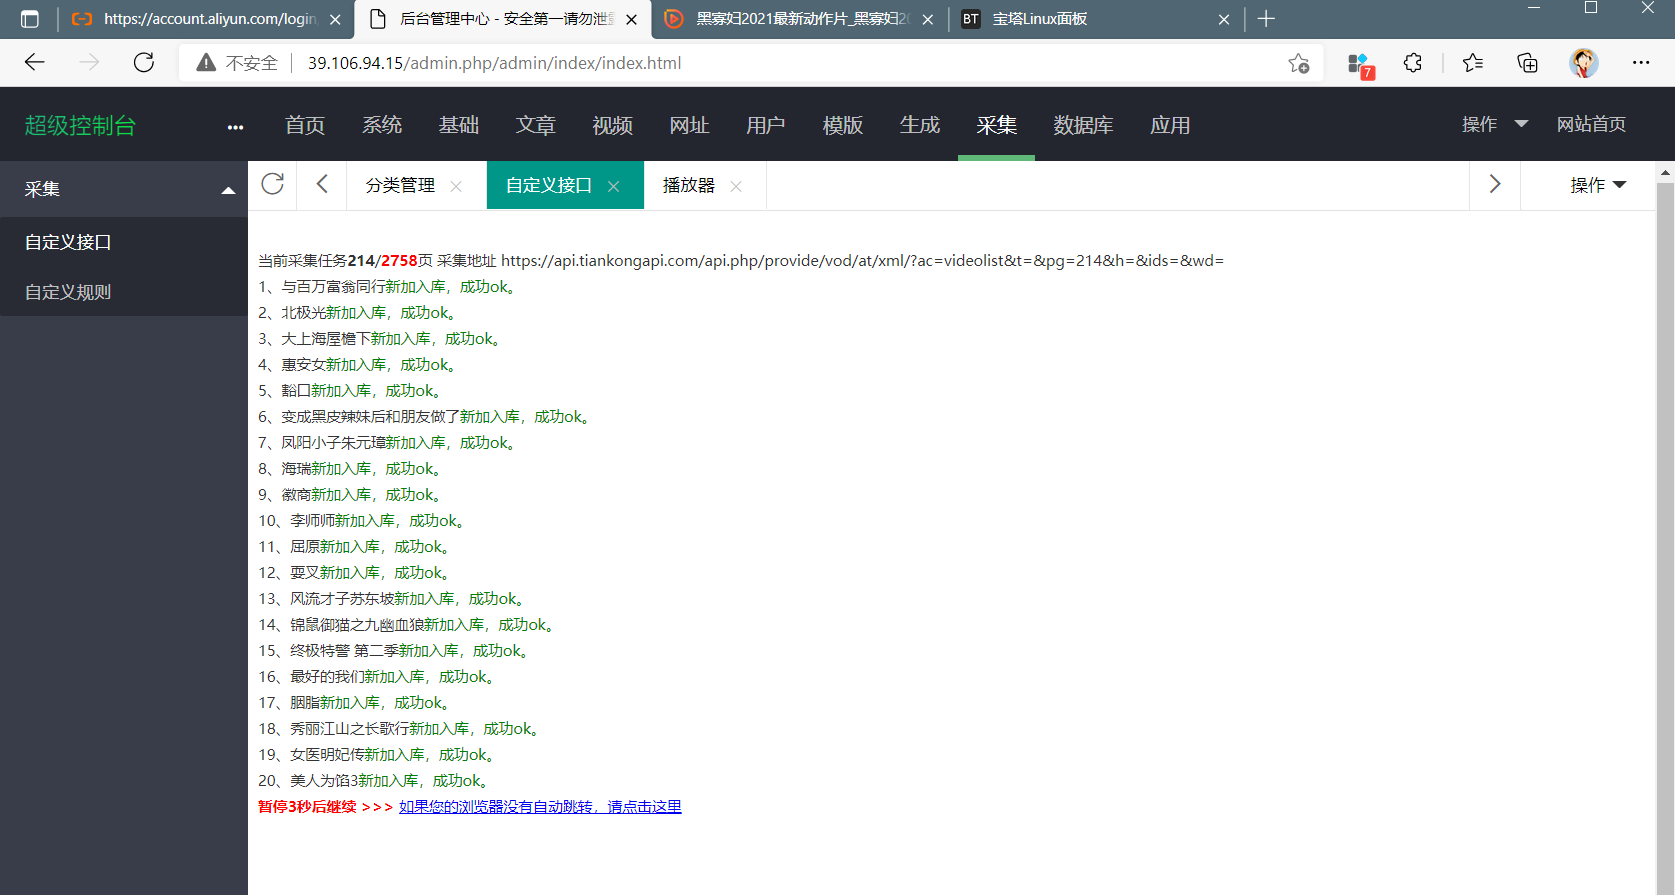 https://account.aliyun.com/login
后台管理中心 - 安全第一请勿泄
黑寡妇2021最新动作片_黑寡妇20
BT 宝塔Linux面板
不安全 39.106.94.15/admin.php/admin/index/index.html
7
超级控制台 ... 首页 系统 基础 文章 视频 网址 用户 模版 生成 采集 数据库 应用 操作 网站首页
采集
自定义接口
自定义规则
分类管理 自定义接口 播放器 操作
当前采集任务214/2758页 采集地址 https://api.tiankongapi.com/api.php/provide/vod/at/xml/?ac=videolist&t=&pg=214&h=&ids=&wd=
1、与百万富翁同行新加入库，成功ok。
2、北极光新加入库，成功ok。
3、大上海屋檐下新加入库，成功ok。
4、惠安女新加入库，成功ok。
5、豁口新加入库，成功ok。
6、变成黑皮辣妹后和朋友做了新加入库，成功ok。
7、凤阳小子朱元璋新加入库，成功ok。
8、海瑞新加入库，成功ok。
9、徽商新加入库，成功ok。
10、李师师新加入库，成功ok。
11、屈原新加入库，成功ok。
12、耍叉新加入库，成功ok。
13、风流才子苏东坡新加入库，成功ok。
14、锦鼠御猫之九幽血狼新加入库，成功ok。
15、终极特警 第二季新加入库，成功ok。
16、最好的我们新加入库，成功ok。
17、胭脂新加入库，成功ok。
18、秀丽江山之长歌行新加入库，成功ok。
19、女医明妃传新加入库，成功ok。
20、美人为馅3新加入库，成功ok。
暂停3秒后继续 >>> 如果您的浏览器没有自动跳转，请点击这里